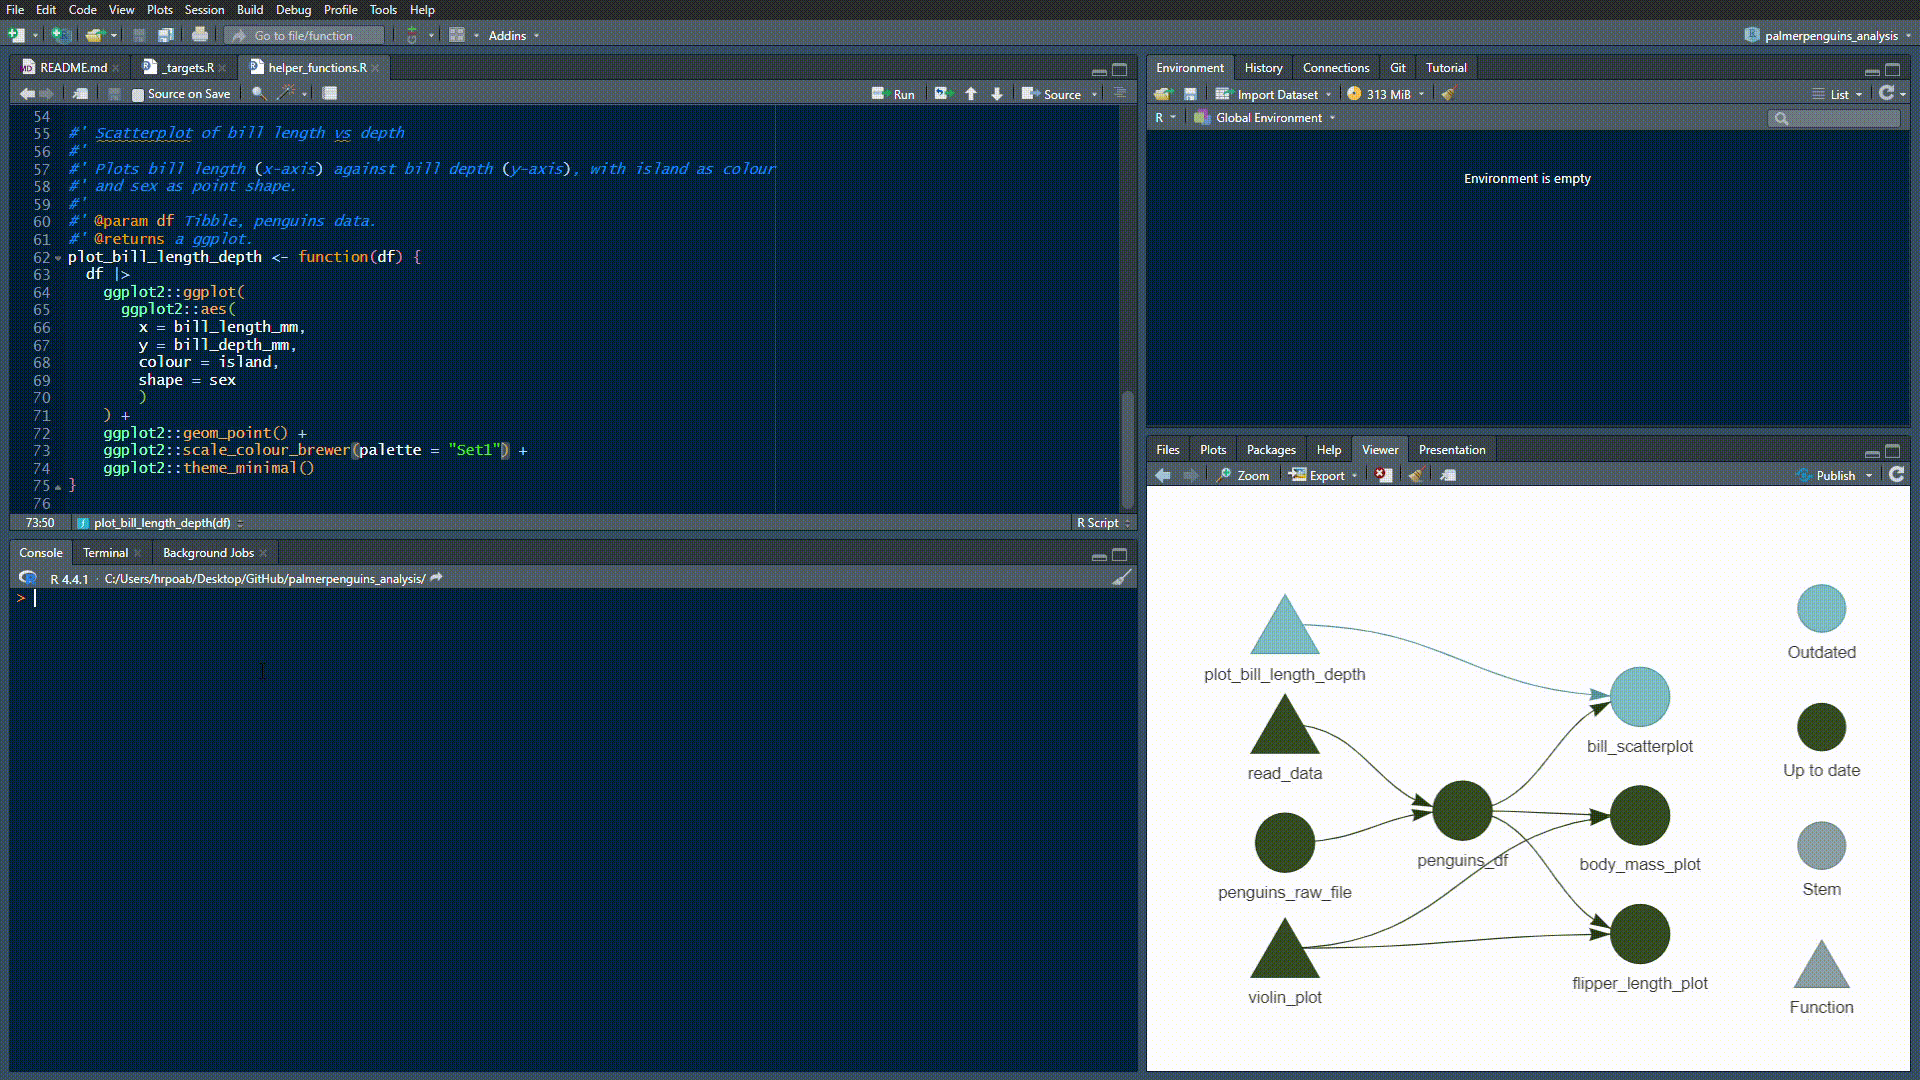 File Edit Code View Plots Session Build Debug Profile Tools Help
Go to file/function Addins palmerpenguins_analysis
README.md _targets.R helper_functions.R
Source on Save Run Source
54
55 #' Scatterplot of bill length vs depth
56 #'
57 #' Plots bill length (x-axis) against bill depth (y-axis), with island as colour
58 #' and sex as point shape.
59 #'
60 #' @param df Tibble, penguins data.
61 #' @returns a ggplot.
62 plot_bill_length_depth <- function(df) {
63 df |>
64 ggplot2::ggplot(
65 ggplot2::aes(
66 x = bill_length_mm,
67 y = bill_depth_mm,
68 colour = island,
69 shape = sex
70 )
71 ) +
72 ggplot2::geom_point() +
73 ggplot2::scale_colour_brewer(palette = "Set1") +
74 ggplot2::theme_minimal()
75 }
76
73:50 plot_bill_length_depth(df) R Script
Console Terminal Background Jobs
R 4.4.1 · C:/Users/hrpoab/Desktop/GitHub/palmerpenguins_analysis/
>
Environment History Connections Git Tutorial
Import Dataset 313 MiB List
R Global Environment
Environment is empty
Files Plots Packages Help Viewer Presentation
Zoom Export Publish
plot_bill_length_depth
read_data
penguins_raw_file
violin_plot
penguins_df
bill_scatterplot
body_mass_plot
flipper_length_plot
Outdated
Up to date
Stem
Function